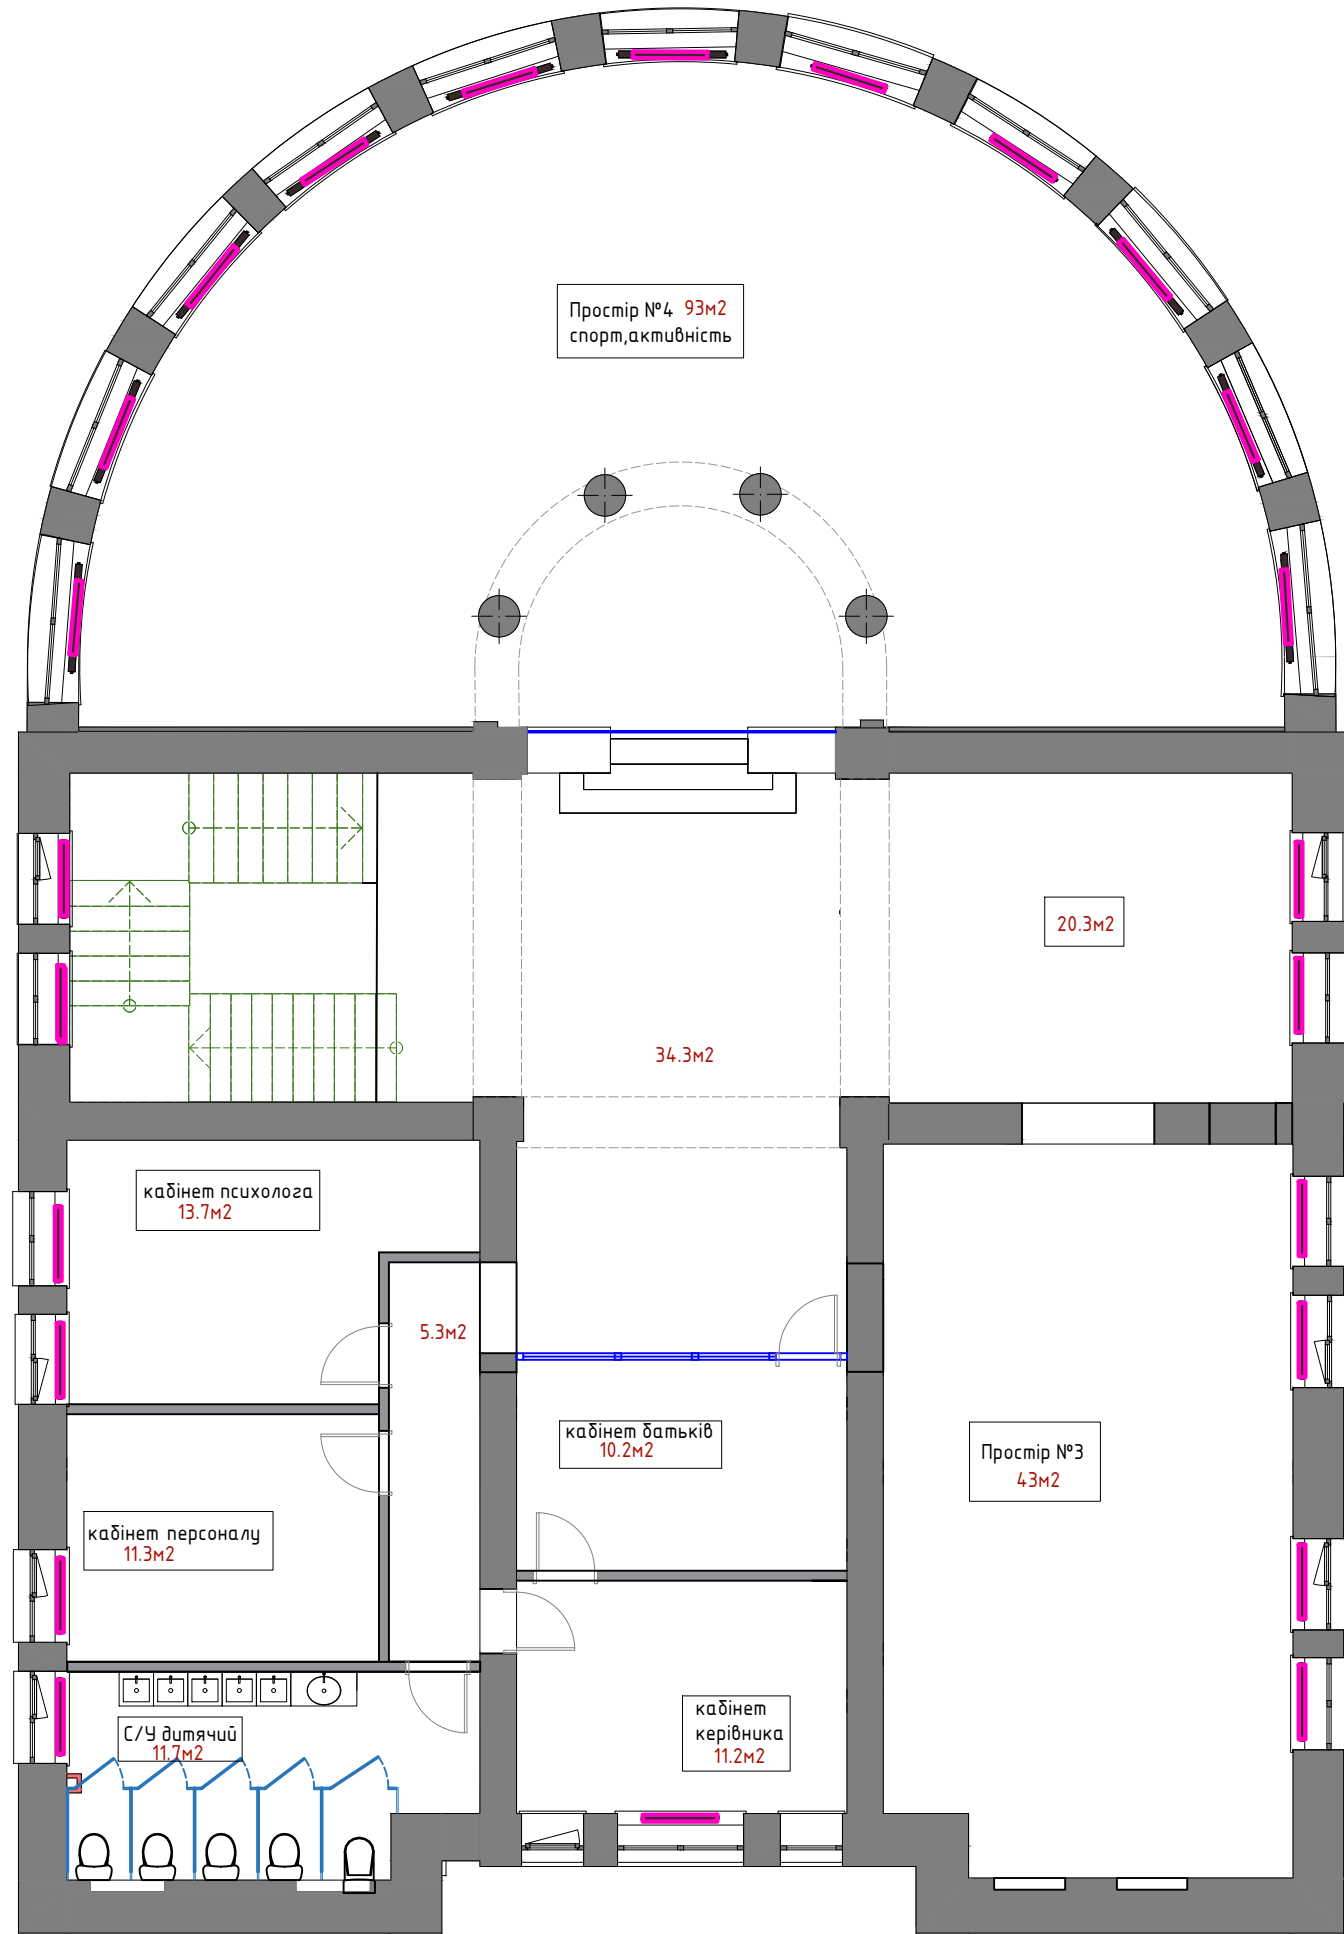 Простір №4 93м2
спорт,активність
20.3м2
34.3м2
кабінет психолога
13.7м2
5.3м2
кабінет батьків
10.2м2
Простір №3
43м2
кабінет персоналу
11.3м2
кабінет
керівника
11.2м2
С/У дитячий
11.7м2